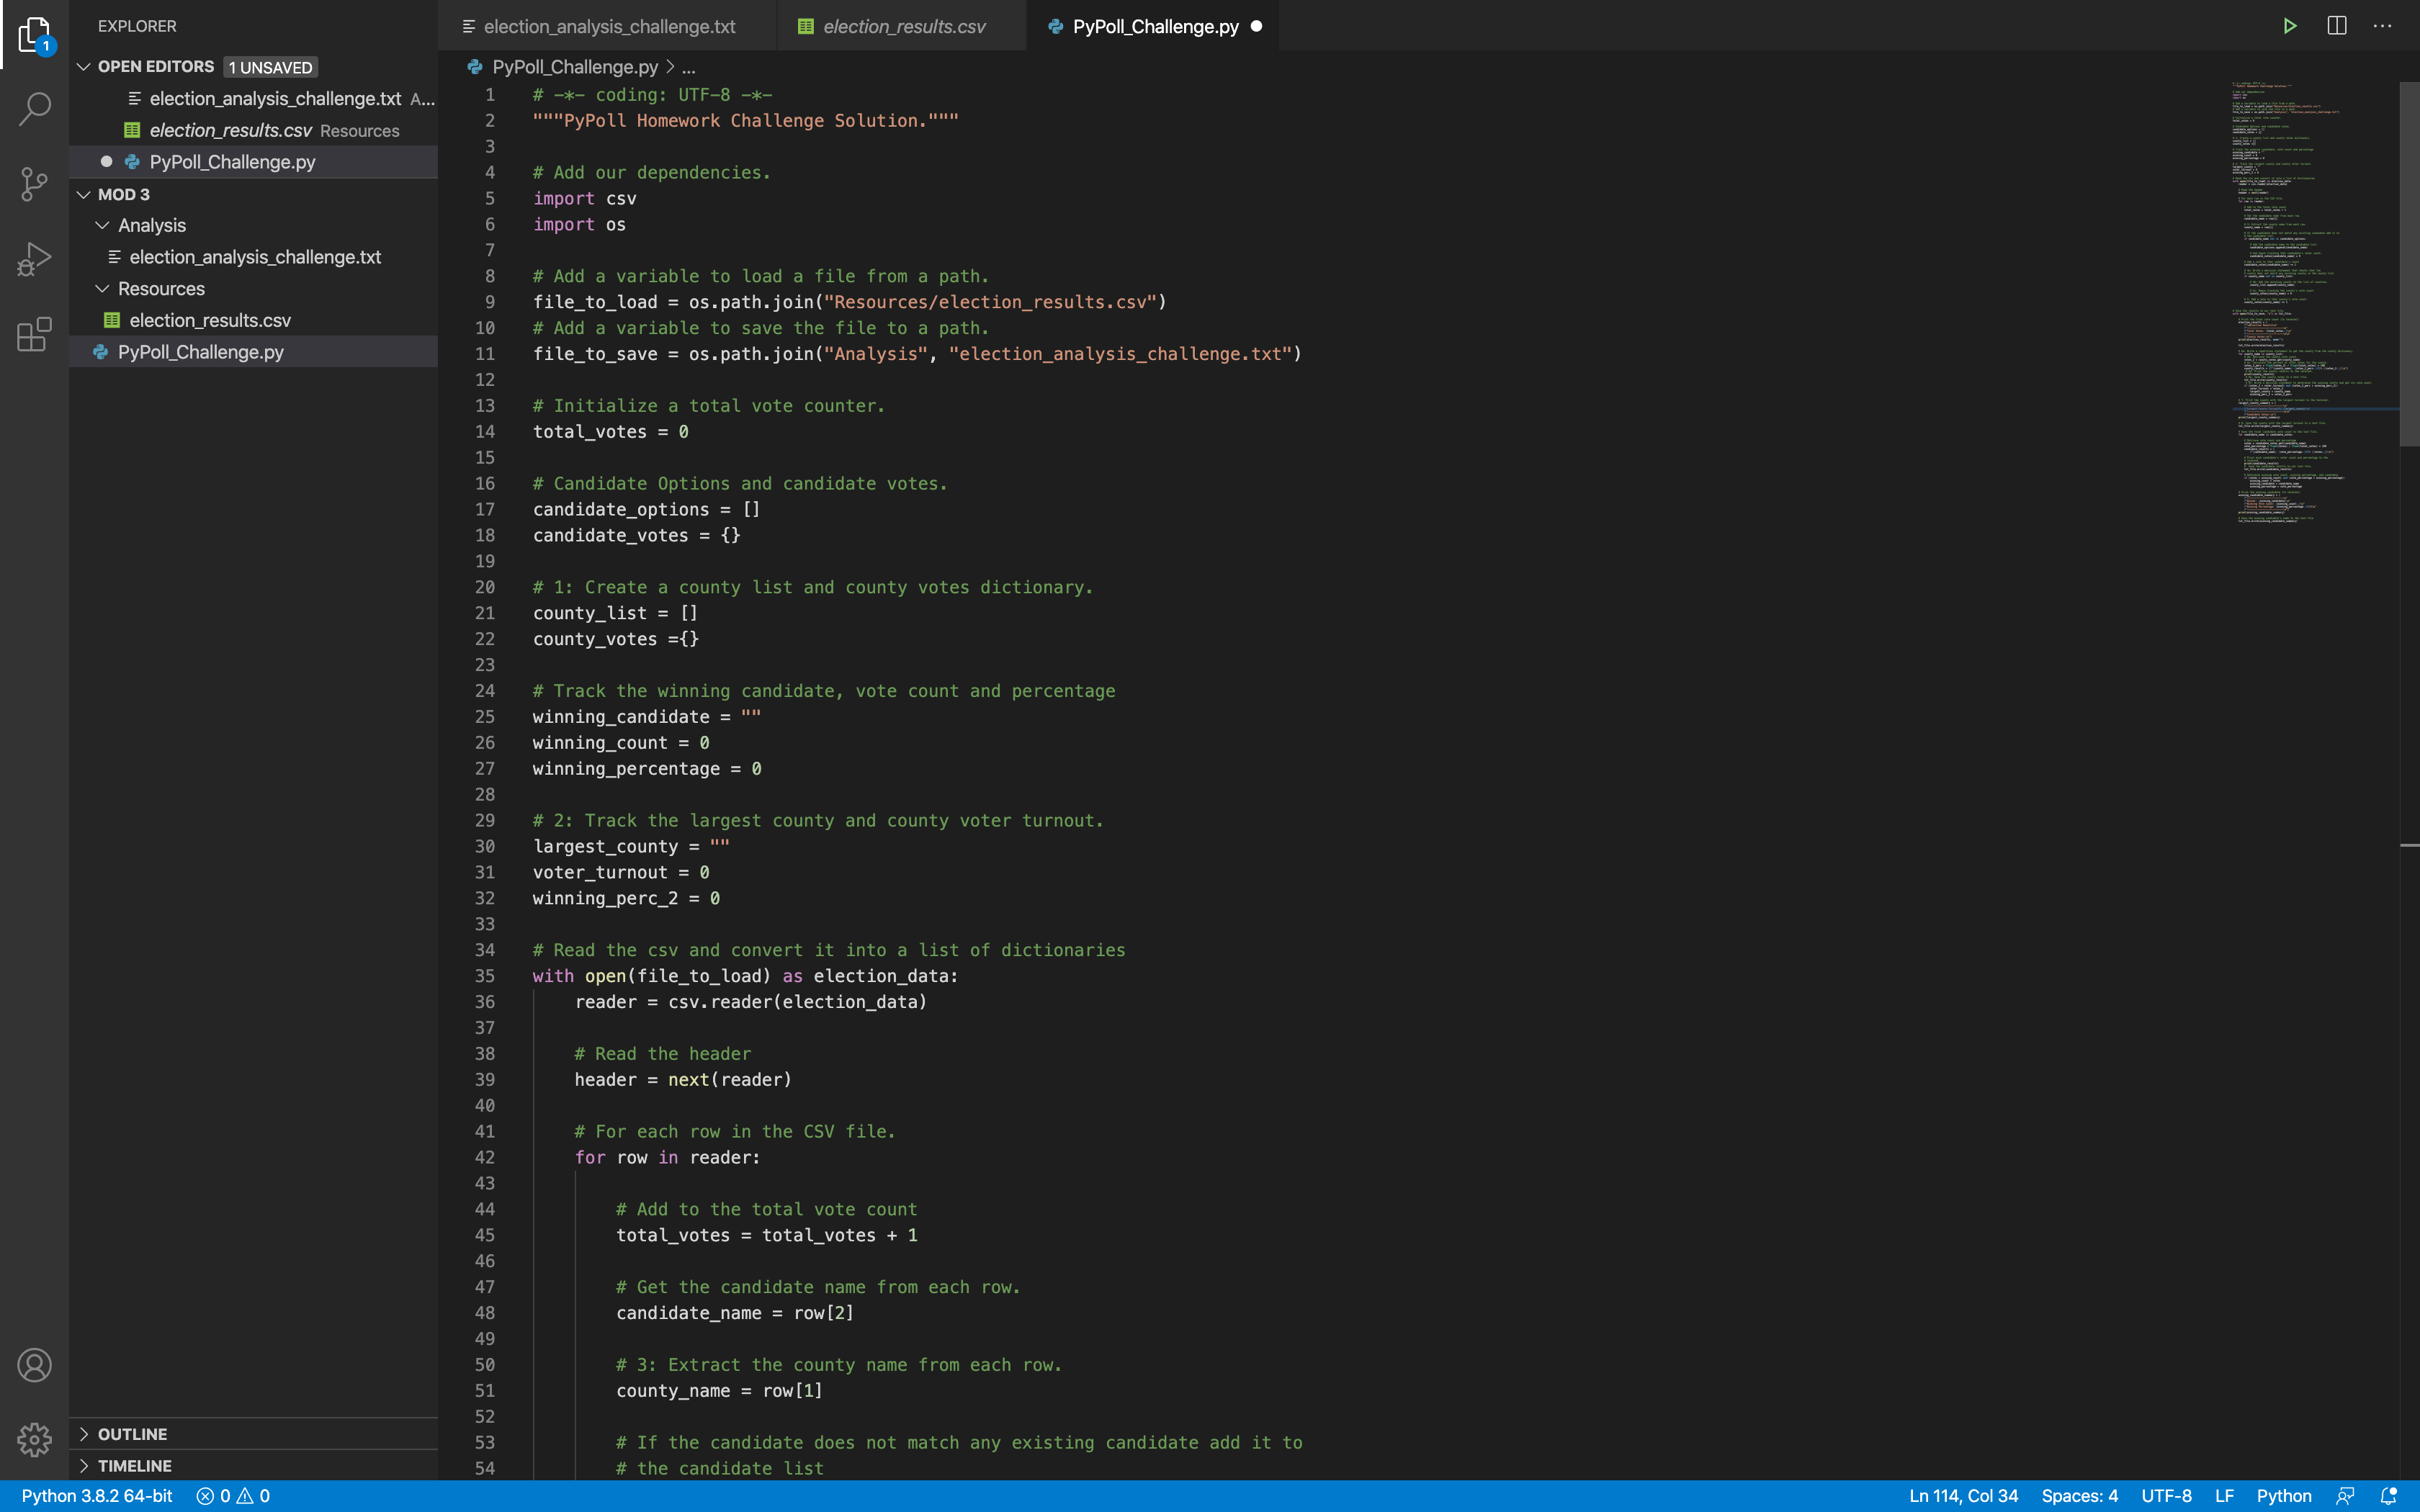 EXPLORER
OPEN EDITORS 1 UNSAVED
election_analysis_challenge.txt A...
election_results.csv Resources
PyPoll_Challenge.py
MOD 3
Analysis
election_analysis_challenge.txt
Resources
election_results.csv
PyPoll_Challenge.py
OUTLINE
TIMELINE
1
election_analysis_challenge.txt election_results.csv PyPoll_Challenge.py
PyPoll_Challenge.py > ...
1 # -*- coding: UTF-8 -*-
2 """PyPoll Homework Challenge Solution."""
3
4 # Add our dependencies.
5 import csv
6 import os
7
8 # Add a variable to load a file from a path.
9 file_to_load = os.path.join("Resources/election_results.csv")
10 # Add a variable to save the file to a path.
11 file_to_save = os.path.join("Analysis", "election_analysis_challenge.txt")
12
13 # Initialize a total vote counter.
14 total_votes = 0
15
16 # Candidate Options and candidate votes.
17 candidate_options = []
18 candidate_votes = {}
19
20 # 1: Create a county list and county votes dictionary.
21 county_list = []
22 county_votes ={}
23
24 # Track the winning candidate, vote count and percentage
25 winning_candidate = ""
26 winning_count = 0
27 winning_percentage = 0
28
29 # 2: Track the largest county and county voter turnout.
30 largest_county = ""
31 voter_turnout = 0
32 winning_perc_2 = 0
33
34 # Read the csv and convert it into a list of dictionaries
35 with open(file_to_load) as election_data:
36 reader = csv.reader(election_data)
37
38 # Read the header
39 header = next(reader)
40
41 # For each row in the CSV file.
42 for row in reader:
43
44 # Add to the total vote count
45 total_votes = total_votes + 1
46
47 # Get the candidate name from each row.
48 candidate_name = row[2]
49
50 # 3: Extract the county name from each row.
51 county_name = row[1]
52
53 # If the candidate does not match any existing candidate add it to
54 # the candidate list
Python 3.8.2 64-bit 0 0 Ln 114, Col 34 Spaces: 4 UTF-8 LF Python